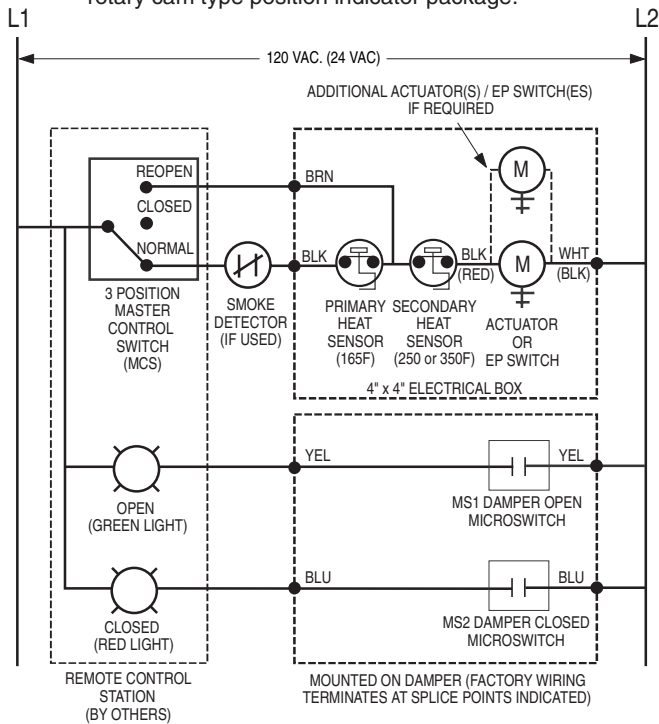 rotary cam type position indicator package.
L1
L2
120 VAC. (24 VAC)
ADDITIONAL ACTUATOR(S) / EP SWITCH(ES)
IF REQUIRED
REOPEN
CLOSED
NORMAL
3 POSITION
MASTER
CONTROL
SWITCH
(MCS)
SMOKE
DETECTOR
(IF USED)
BRN
BLK
PRIMARY
HEAT
SENSOR
(165F)
SECONDARY
HEAT
SENSOR
(250 or 350F)
BLK
(RED)
M
M
ACTUATOR
OR
EP SWITCH
WHT
(BLK)
4" x 4" ELECTRICAL BOX
OPEN
(GREEN LIGHT)
YEL
YEL
MS1 DAMPER OPEN
MICROSWITCH
CLOSED
(RED LIGHT)
BLU
BLU
MS2 DAMPER CLOSED
MICROSWITCH
REMOTE CONTROL
STATION
(BY OTHERS)
MOUNTED ON DAMPER (FACTORY WIRING
TERMINATES AT SPLICE POINTS INDICATED)